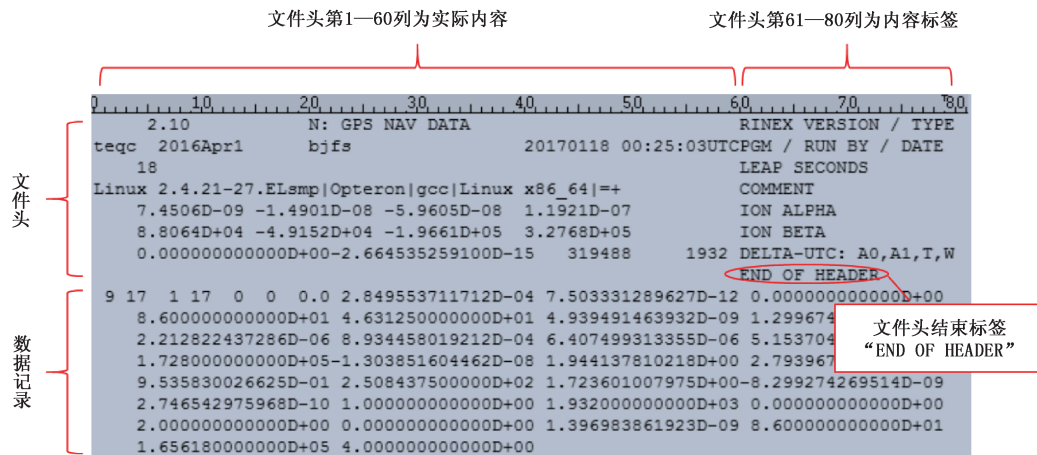 文件头第1—60列为实际内容
文件头第61—80列为内容标签
0 10 20 30 40 50 60 70 80
文件头
2.10 N: GPS NAV DATA RINEX VERSION / TYPE
teqc 2016Apr1 bjfs 20170118 00:25:03UTCPGM / RUN BY / DATE
18 LEAP SECONDS
Linux 2.4.21-27.ELsmp|Opteron|gcc|Linux x86_64|=+ COMMENT
7.4506D-09 -1.4901D-08 -5.9605D-08 1.1921D-07 ION ALPHA
8.8064D+04 -4.9152D+04 -1.9661D+05 3.2768D+05 ION BETA
0.000000000000D+00-2.664535259100D-15 319488 1932 DELTA-UTC: A0,A1,T,W
END OF HEADER
数据记录
9 17 1 17 0 0 0.0 2.849553711712D-04 7.503331289627D-12 0.000000000000D+00
8.600000000000D+01 4.631250000000D+01 4.939491463932D-09 1.299674
2.212822437286D-06 8.934458019212D-04 6.407499313355D-06 5.153704
1.728000000000D+05-1.303851604462D-08 1.944137810218D+00 2.793967
9.535830026625D-01 2.508437500000D+02 1.723601007975D+00-8.299274269514D-09
2.746542975968D-10 1.000000000000D+00 1.932000000000D+03 0.000000000000D+00
2.000000000000D+00 0.000000000000D+00 1.396983861923D-09 8.600000000000D+01
1.656180000000D+05 4.000000000000D+00
文件头结束标签
“END OF HEADER”